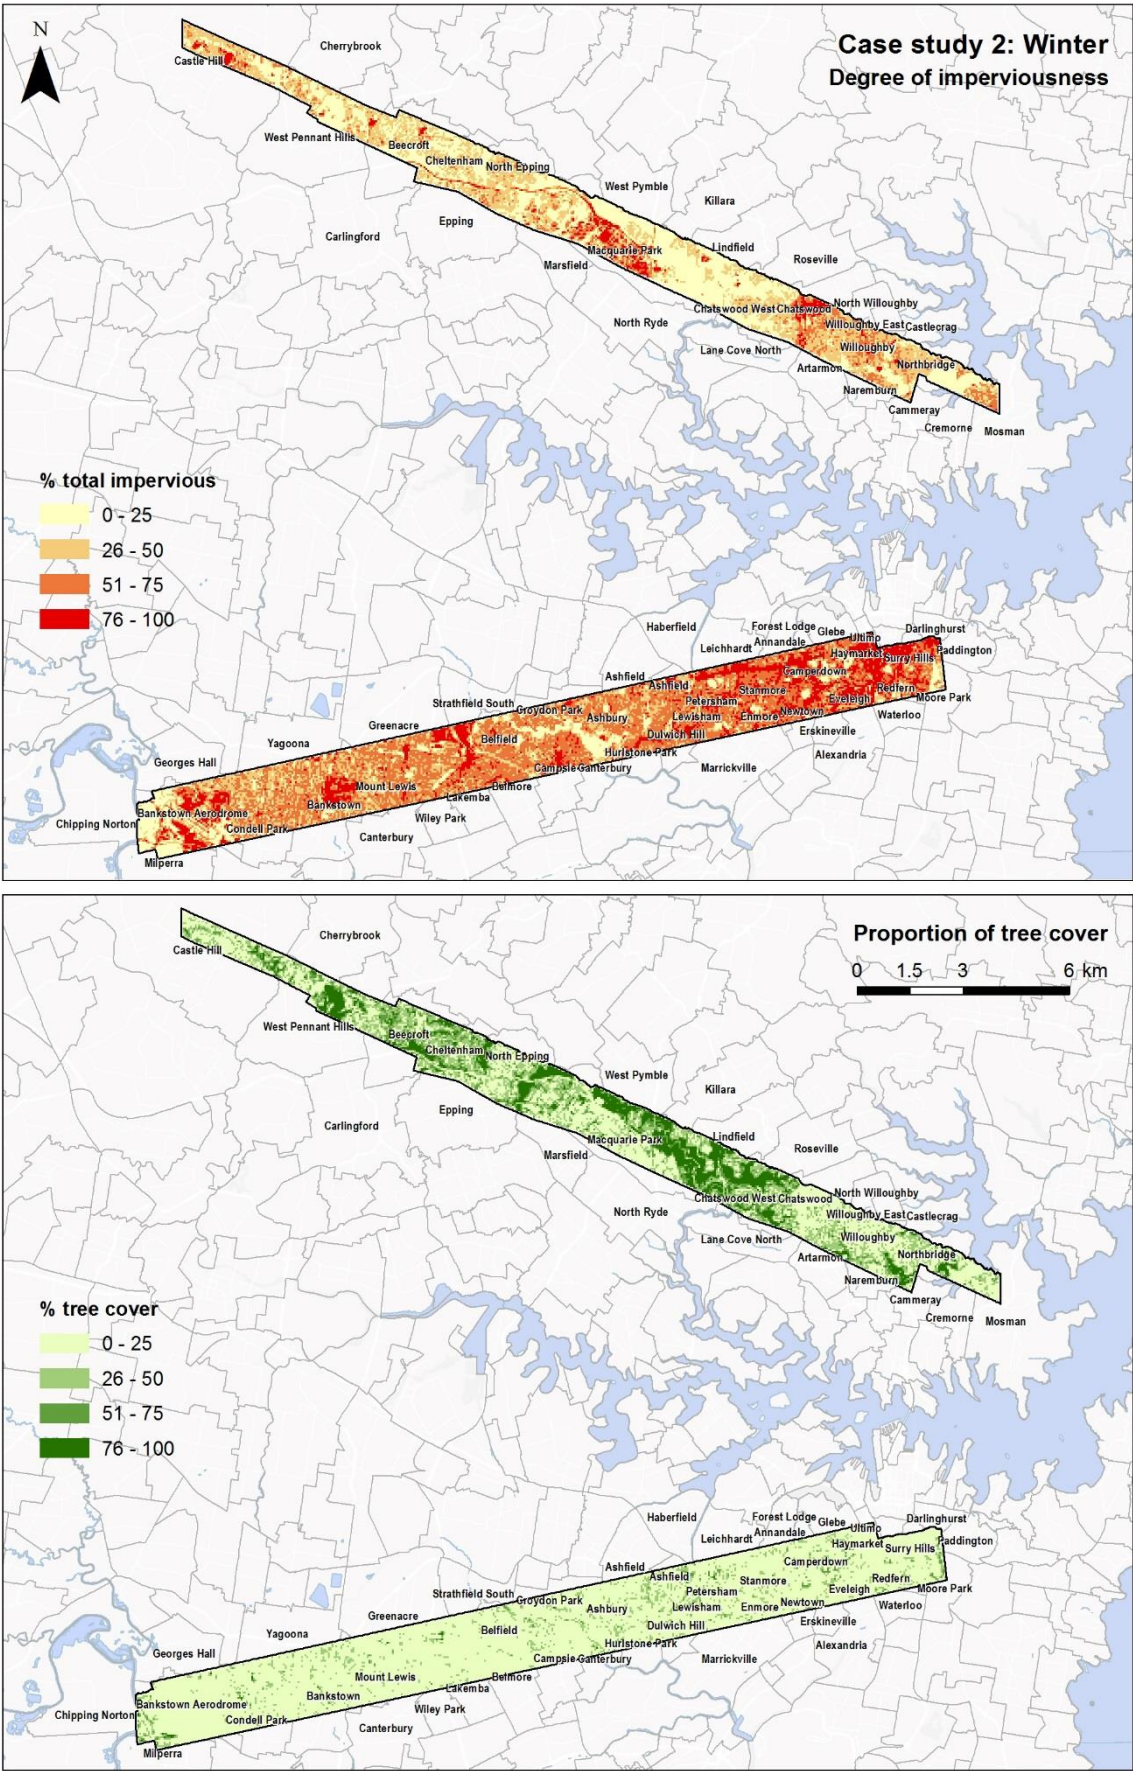 N
Case study 2: Winter
Degree of imperviousness
Cherrybrook
Castle Hill
West Pennant Hills
Beecroft
Cheltenham
North Epping
West Pymble
Killara
Epping
Carlingford
Macquarie Park
Lindfield
Marsfield
Roseville
Chatswood West
Chatswood
North Willoughby
North Ryde
Willoughby East
Castlecrag
Lane Cove North
Willoughby
Artarmon
Northbridge
Naremburn
Cammeray
Cremorne
Mosman
% total impervious
0 - 25
26 - 50
51 - 75
76 - 100
Haberfield
Forest Lodge
Glebe
Ultimo
Darlinghurst
Leichhardt
Annandale
Haymarket
Surry Hills
Paddington
Ashfield
Ashfield
Camperdown
Stanmore
Redfern
Strathfield South
Croydon Park
Petersham
Eveleigh
Moore Park
Greenacre
Ashbury
Lewisham
Enmore
Newtown
Waterloo
Yagoona
Belfield
Dulwich Hill
Erskineville
Georges Hall
Hurlstone Park
Alexandria
Campsie
Canterbury
Marrickville
Mount Lewis
Belmore
Lakemba
Bankstown
Bankstown Aerodrome
Wiley Park
Chipping Norton
Condell Park
Canterbury
Milperra
Proportion of tree cover
0 1.5 3 6 km
Cherrybrook
Castle Hill
West Pennant Hills
Beecroft
Cheltenham
North Epping
West Pymble
Killara
Epping
Carlingford
Macquarie Park
Lindfield
Marsfield
Roseville
Chatswood West
Chatswood
North Willoughby
North Ryde
Willoughby East
Castlecrag
Lane Cove North
Willoughby
Artarmon
Northbridge
Naremburn
Cammeray
Cremorne
Mosman
% tree cover
0 - 25
26 - 50
51 - 75
76 - 100
Haberfield
Forest Lodge
Glebe
Ultimo
Darlinghurst
Leichhardt
Annandale
Haymarket
Surry Hills
Paddington
Ashfield
Ashfield
Camperdown
Stanmore
Redfern
Strathfield South
Croydon Park
Petersham
Eveleigh
Moore Park
Greenacre
Ashbury
Lewisham
Enmore
Newtown
Waterloo
Yagoona
Belfield
Dulwich Hill
Erskineville
Georges Hall
Hurlstone Park
Alexandria
Campsie
Canterbury
Marrickville
Mount Lewis
Belmore
Lakemba
Bankstown
Bankstown Aerodrome
Wiley Park
Chipping Norton
Condell Park
Canterbury
Milperra